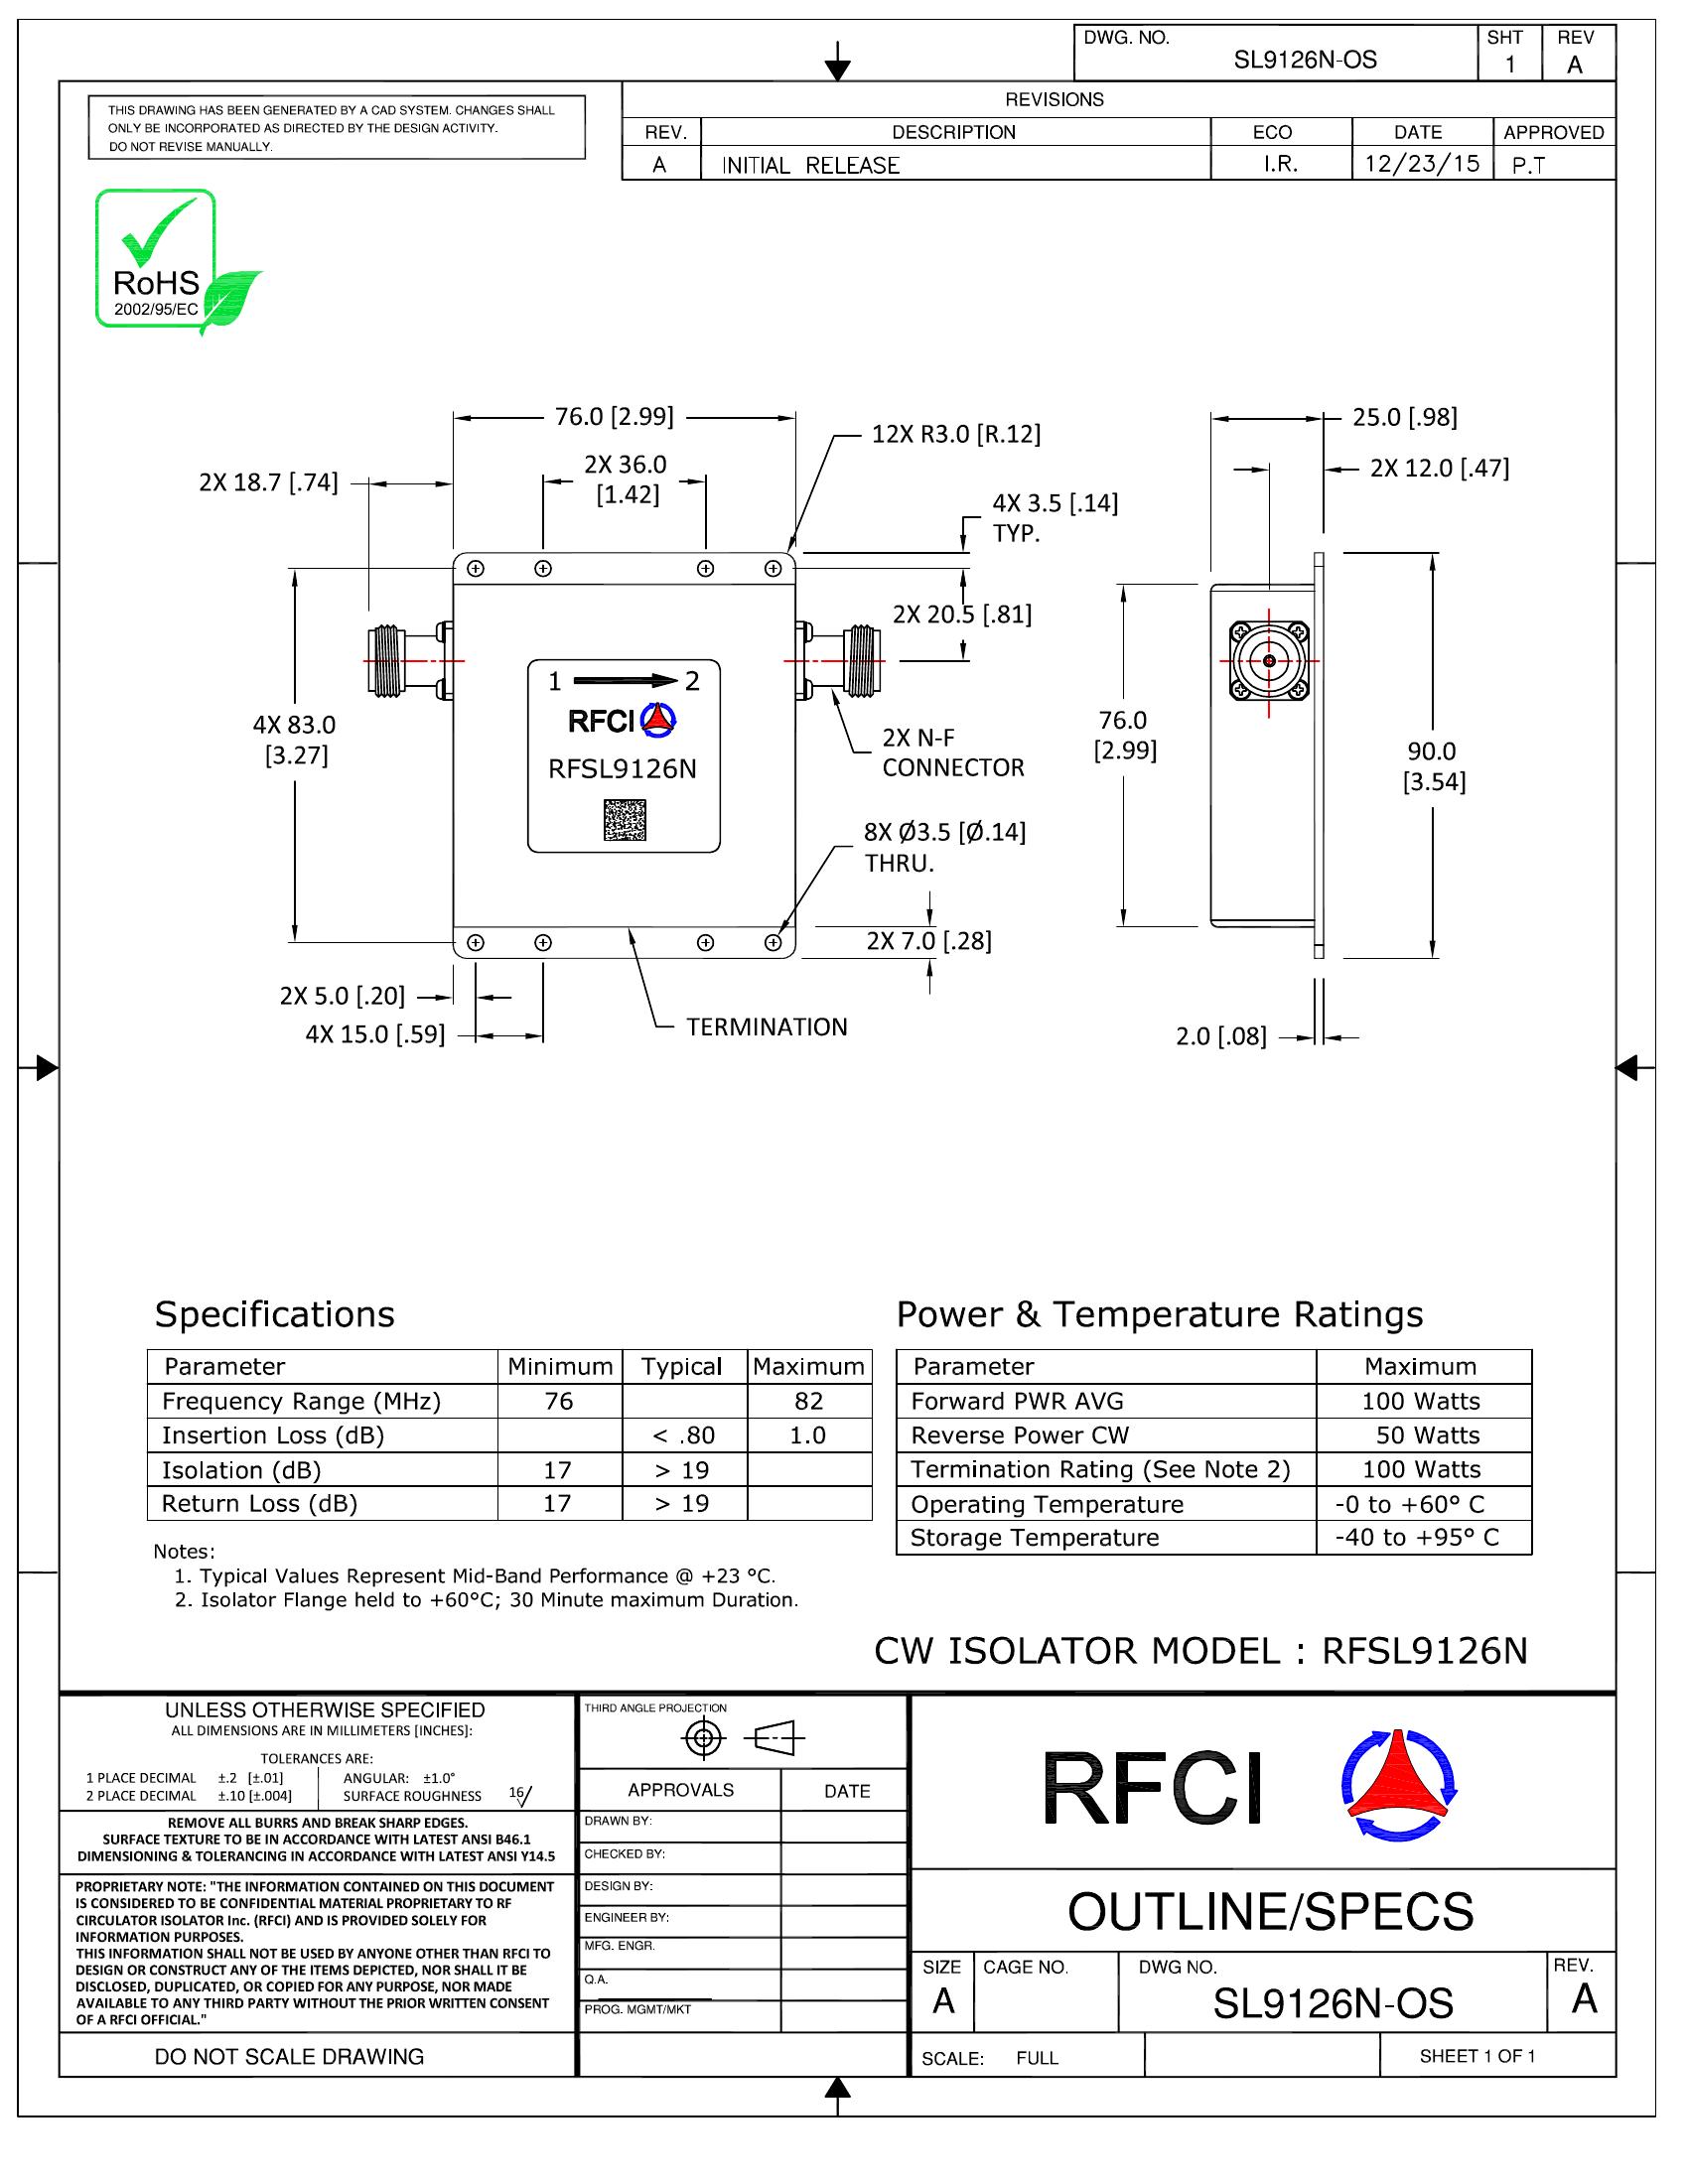 DWG. NO.
SL9126N-OS
SHT
1
REV
A
THIS DRAWING HAS BEEN GENERATED BY A CAD SYSTEM. CHANGES SHALL
ONLY BE INCORPORATED AS DIRECTED BY THE DESIGN ACTIVITY.
DO NOT REVISE MANUALLY.
REVISIONS
REV. DESCRIPTION ECO DATE APPROVED
A INITIAL RELEASE I.R. 12/23/15 P.T
RoHS
2002/95/EC
76.0 [2.99]
2X 36.0
[1.42]
2X 18.7 [.74]
12X R3.0 [R.12]
4X 3.5 [.14]
TYP.
2X 20.5 [.81]
4X 83.0
[3.27]
1 2
RFCI
RFSL9126N
2X N-F
CONNECTOR
8X Ø3.5 [Ø.14]
THRU.
2X 7.0 [.28]
2X 5.0 [.20]
4X 15.0 [.59]
TERMINATION
25.0 [.98]
2X 12.0 [.47]
76.0
[2.99]
90.0
[3.54]
2.0 [.08]
Specifications
Parameter Minimum Typical Maximum
Frequency Range (MHz) 76 82
Insertion Loss (dB) < .80 1.0
Isolation (dB) 17 > 19
Return Loss (dB) 17 > 19
Power & Temperature Ratings
Parameter Maximum
Forward PWR AVG 100 Watts
Reverse Power CW 50 Watts
Termination Rating (See Note 2) 100 Watts
Operating Temperature -0 to +60° C
Storage Temperature -40 to +95° C
Notes:
1. Typical Values Represent Mid-Band Performance @ +23 °C.
2. Isolator Flange held to +60°C; 30 Minute maximum Duration.
CW ISOLATOR MODEL : RFSL9126N
UNLESS OTHERWISE SPECIFIED
ALL DIMENSIONS ARE IN MILLIMETERS [INCHES]:
TOLERANCES ARE:
1 PLACE DECIMAL ±.2 [±.01] ANGULAR: ±1.0°
2 PLACE DECIMAL ±.10 [±.004] SURFACE ROUGHNESS 16
REMOVE ALL BURRS AND BREAK SHARP EDGES.
SURFACE TEXTURE TO BE IN ACCORDANCE WITH LATEST ANSI B46.1
DIMENSIONING & TOLERANCING IN ACCORDANCE WITH LATEST ANSI Y14.5
PROPRIETARY NOTE: "THE INFORMATION CONTAINED ON THIS DOCUMENT
IS CONSIDERED TO BE CONFIDENTIAL MATERIAL PROPRIETARY TO RF
CIRCULATOR ISOLATOR Inc. (RFCI) AND IS PROVIDED SOLELY FOR
INFORMATION PURPOSES.
THIS INFORMATION SHALL NOT BE USED BY ANYONE OTHER THAN RFCI TO
DESIGN OR CONSTRUCT ANY OF THE ITEMS DEPICTED, NOR SHALL IT BE
DISCLOSED, DUPLICATED, OR COPIED FOR ANY PURPOSE, NOR MADE
AVAILABLE TO ANY THIRD PARTY WITHOUT THE PRIOR WRITTEN CONSENT
OF A RFCI OFFICIAL."
DO NOT SCALE DRAWING
THIRD ANGLE PROJECTION
APPROVALS DATE
DRAWN BY:
CHECKED BY:
DESIGN BY:
ENGINEER BY:
MFG. ENGR.
Q.A.
PROG. MGMT/MKT
RFCI
OUTLINE/SPECS
SIZE
A
CAGE NO.
DWG NO.
SL9126N-OS
REV.
A
SCALE: FULL
SHEET 1 OF 1